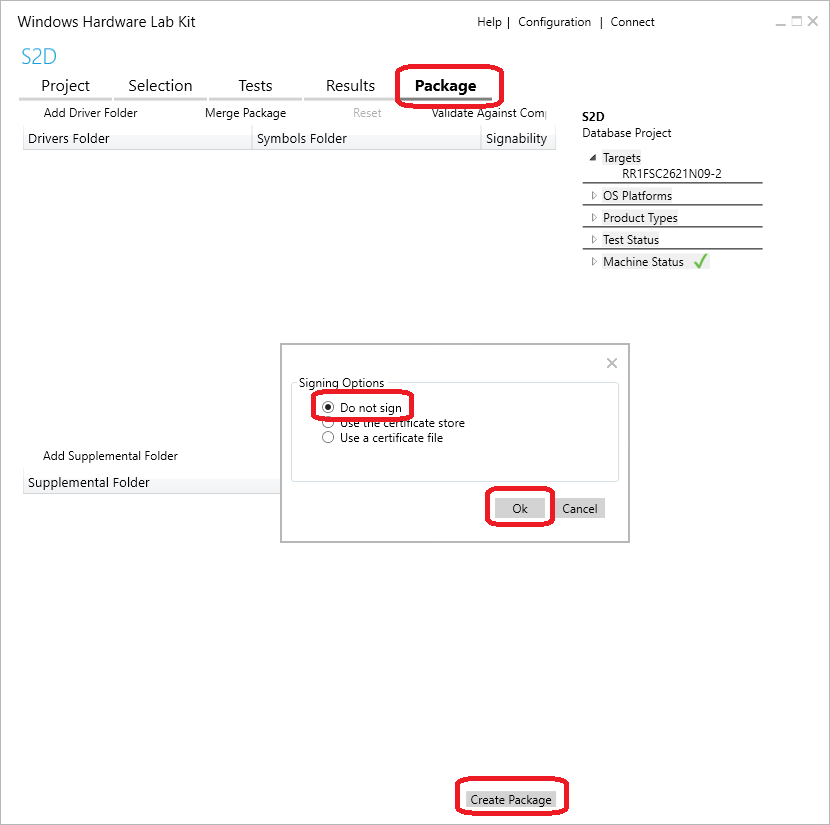 Windows Hardware Lab Kit
Help | Configuration | Connect
S2D
Project Selection Tests Results Package
Add Driver Folder Merge Package Reset Validate Against Com
Drivers Folder Symbols Folder Signability
S2D
Database Project
Targets
RR1FSC2621N09-2
OS Platforms
Product Types
Test Status
Machine Status
Signing Options
Do not sign
Use the certificate store
Use a certificate file
Ok Cancel
Add Supplemental Folder
Supplemental Folder
Create Package